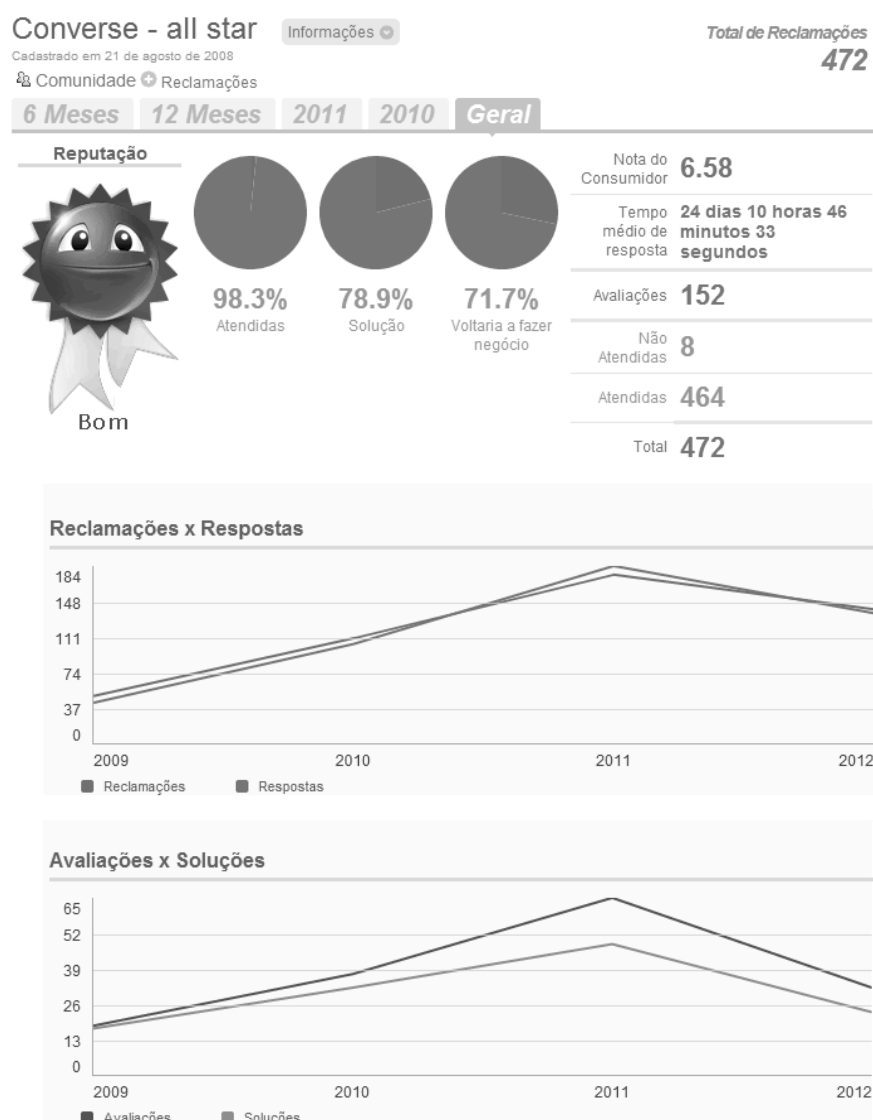 Converse - all star
Informações
Total de Reclamações
472
Cadastrado em 21 de agosto de 2008
Comunidade
Reclamações
6 Meses
12 Meses
2011
2010
Geral
Reputação
Bom
98.3%
Atendidas
78.9%
Solução
71.7%
Voltaria a fazer
negócio
Nota do
Consumidor
6.58
Tempo
médio de
resposta
24 dias 10 horas 46
minutos 33
segundos
Avaliações
152
Não
Atendidas
8
Atendidas
464
Total
472
Reclamações x Respostas
184
148
111
74
37
0
2009
2010
2011
2012
Reclamações
Respostas
Avaliações x Soluções
65
52
39
26
13
0
2009
2010
2011
2012
Avaliações
Soluções